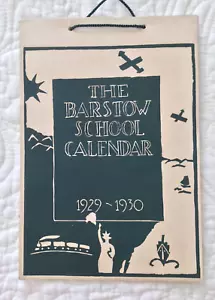 THE
BARSTOW
SCHOOL
CALENDAR
1929~1930